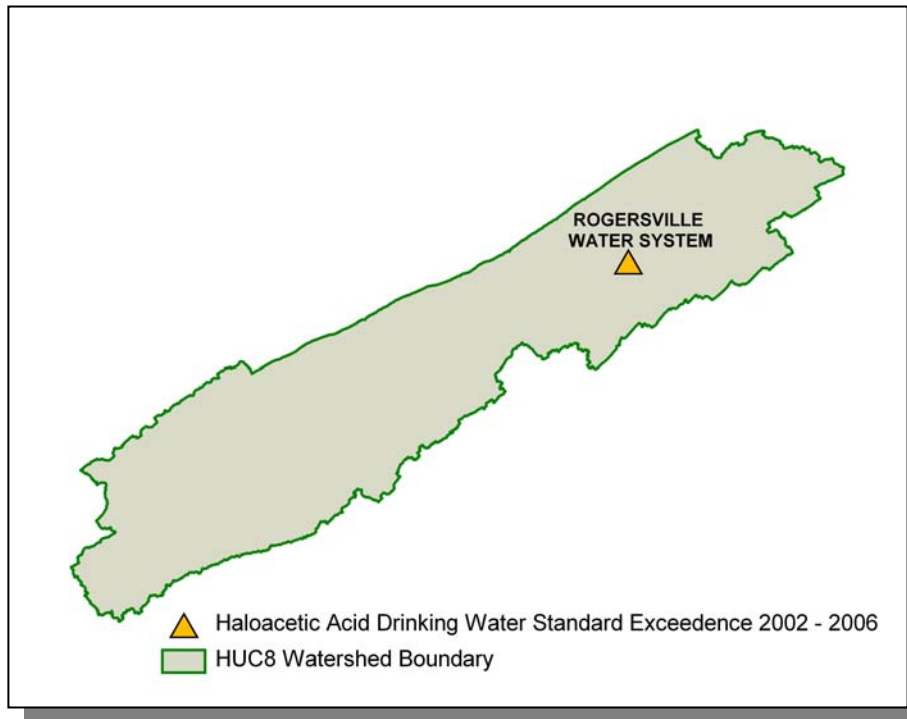 ROGERSVILLE
WATER SYSTEM
Haloacetic Acid Drinking Water Standard Exceedence 2002 - 2006
HUC8 Watershed Boundary